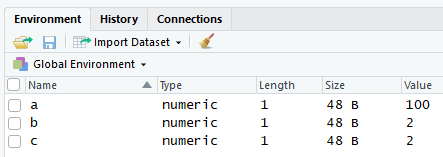 Environment History Connections
Import Dataset
Global Environment
Name Type Length Size Value
a numeric 1 48 B 100
b numeric 1 48 B 2
c numeric 1 48 B 2